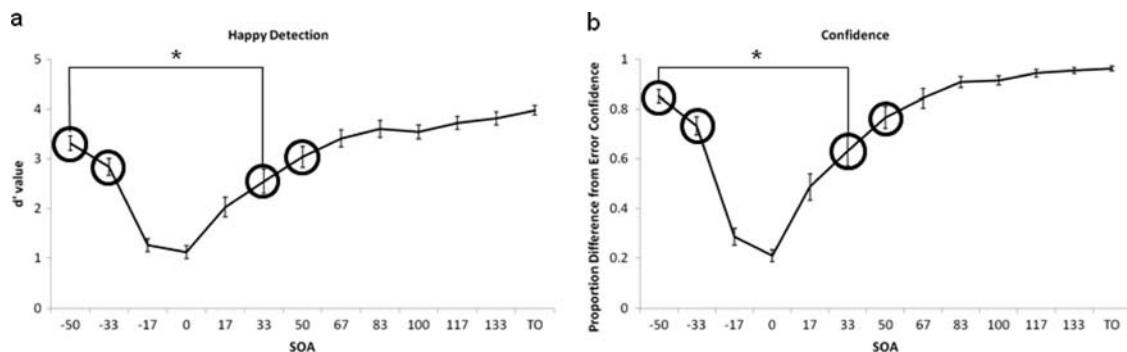 a
Happy Detection
*
d' value
5
4
3
2
1
0
-50 -33 -17 0 17 33 50 67 83 100 117 133 TO
SOA
b
Confidence
*
Proportion Difference from Error Confidence
1
0.8
0.6
0.4
0.2
0
-50 -33 -17 0 17 33 50 67 83 100 117 133 TO
SOA